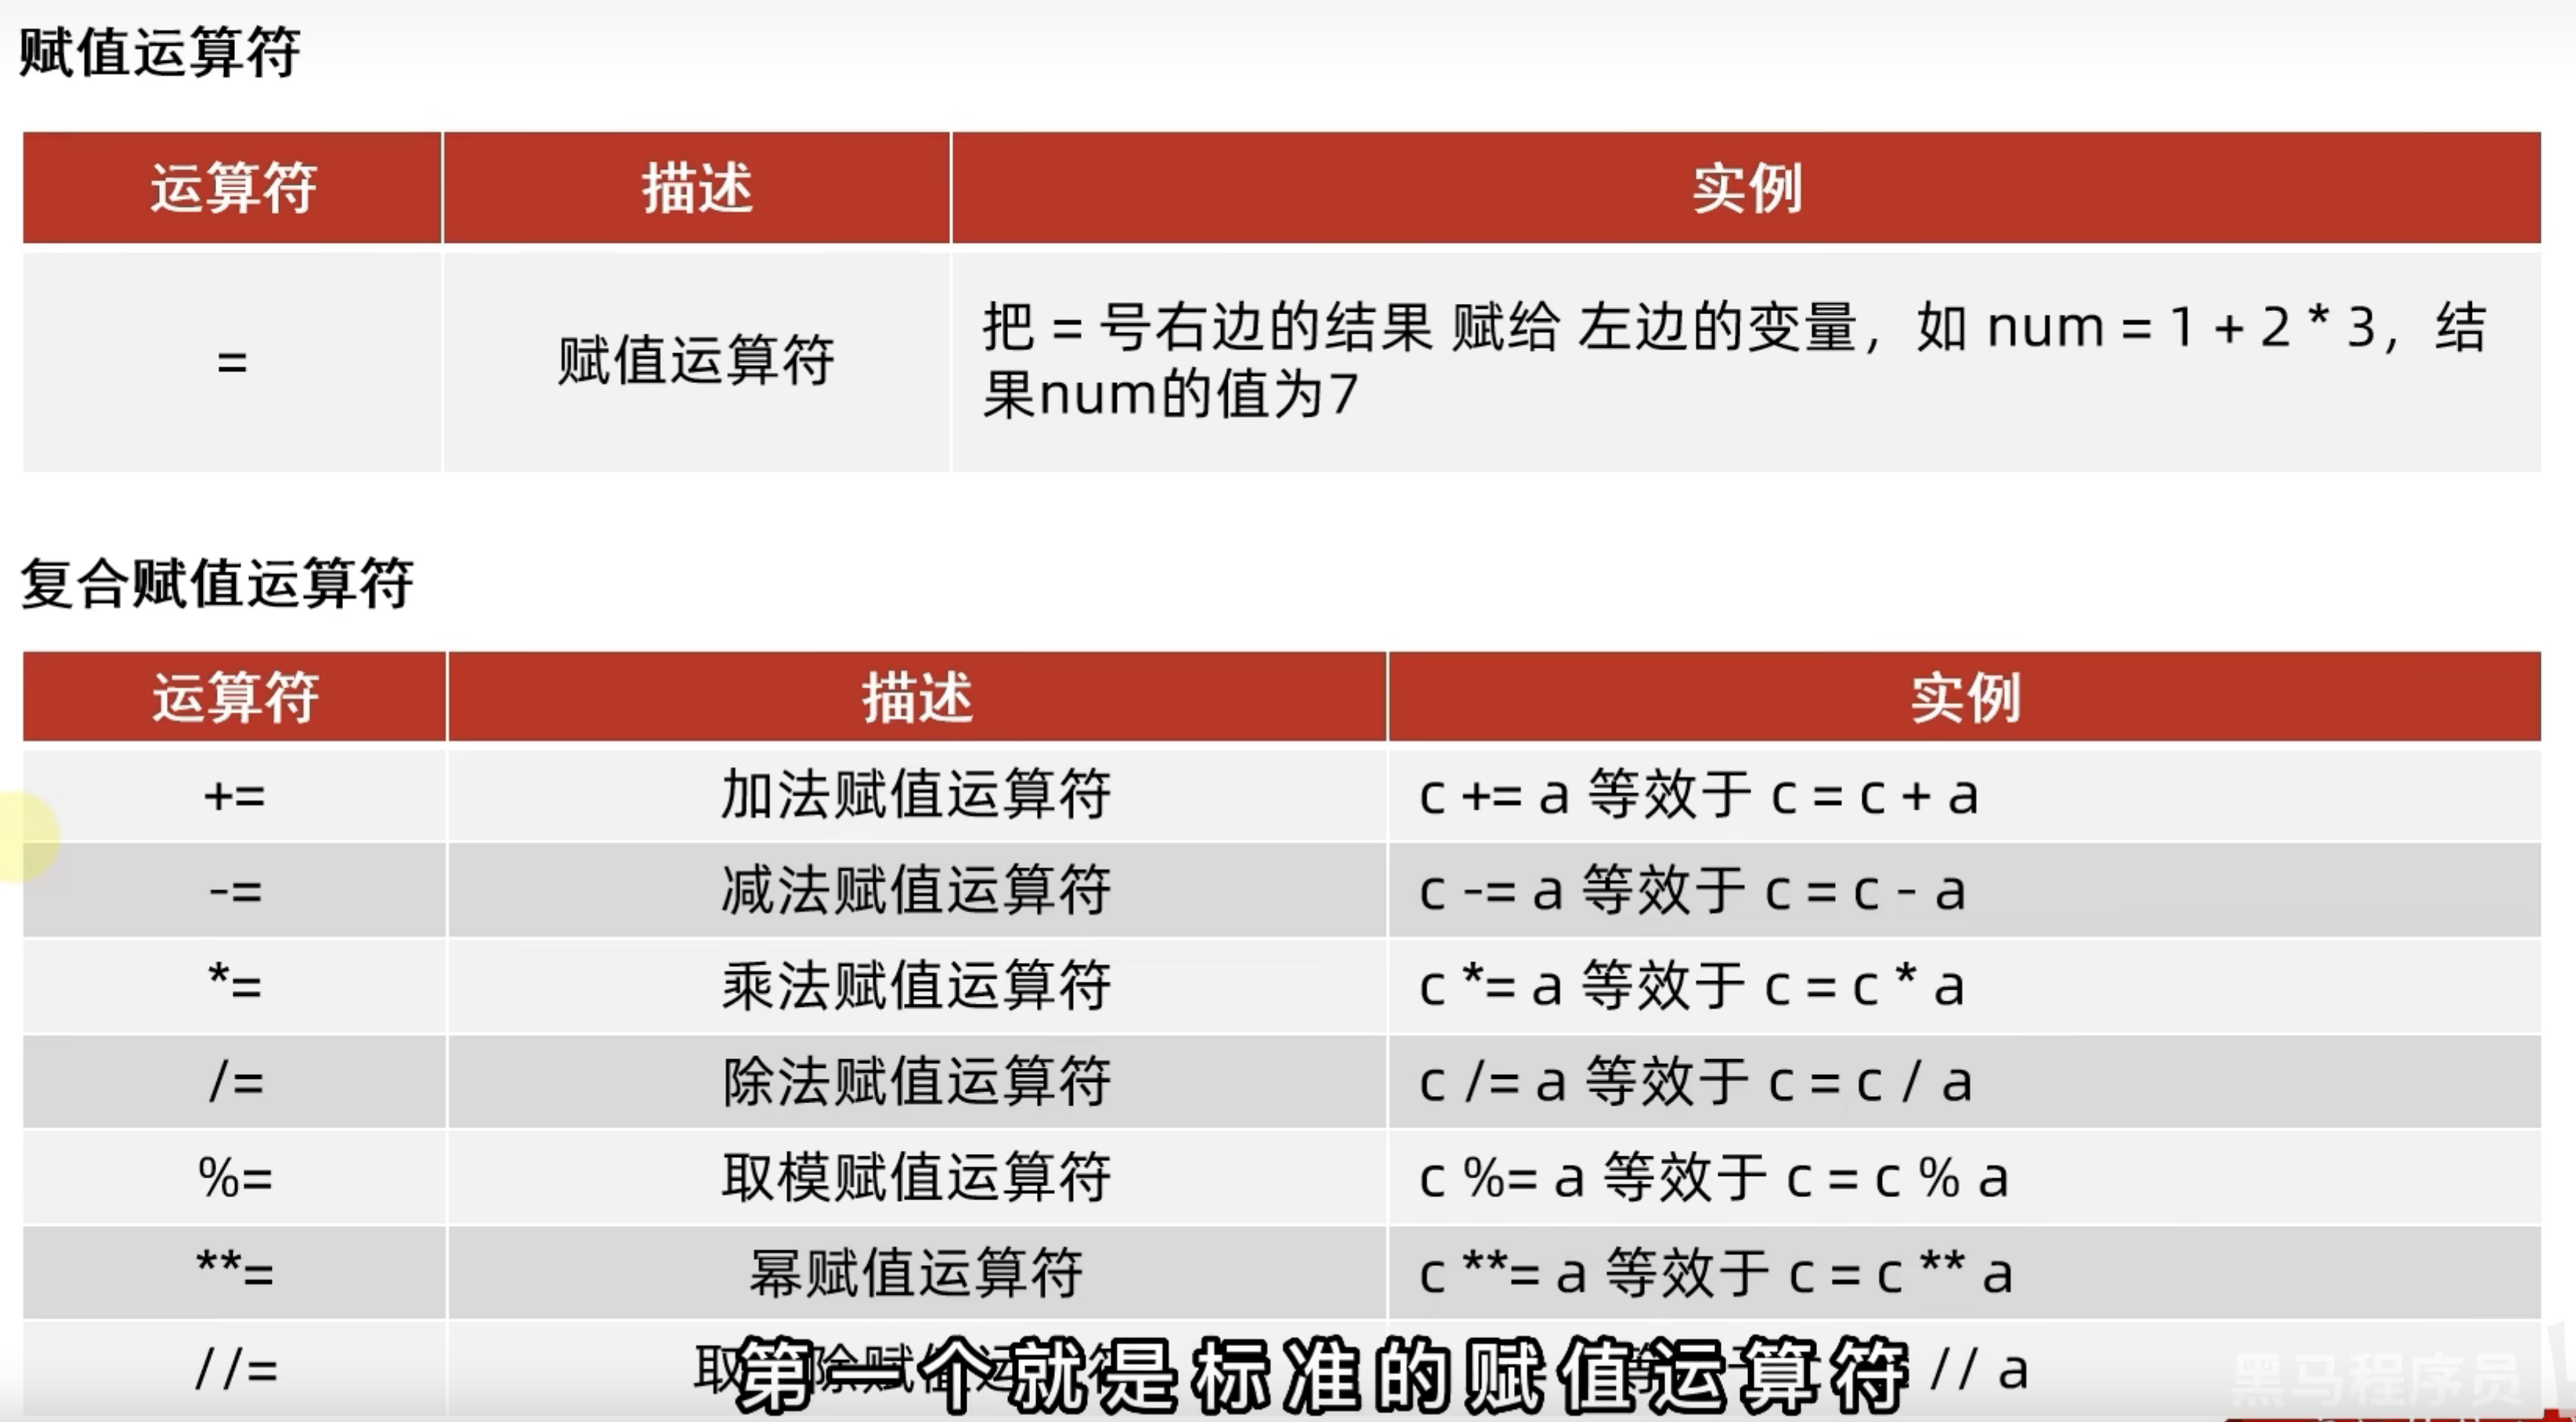 赋值运算符
运算符 描述 实例
= 赋值运算符 把 = 号右边的结果 赋给 左边的变量，如 num = 1 + 2 * 3，结
果num的值为7
复合赋值运算符
运算符 描述 实例
+= 加法赋值运算符 c += a 等效于 c = c + a
-= 减法赋值运算符 c -= a 等效于 c = c - a
*= 乘法赋值运算符 c *= a 等效于 c = c * a
/= 除法赋值运算符 c /= a 等效于 c = c / a
%= 取模赋值运算符 c %= a 等效于 c = c % a
**= 幂赋值运算符 c **= a 等效于 c = c ** a
//= 取 除赋值运 符 // a
第一个就是标准的赋值运算符
黑马程序员